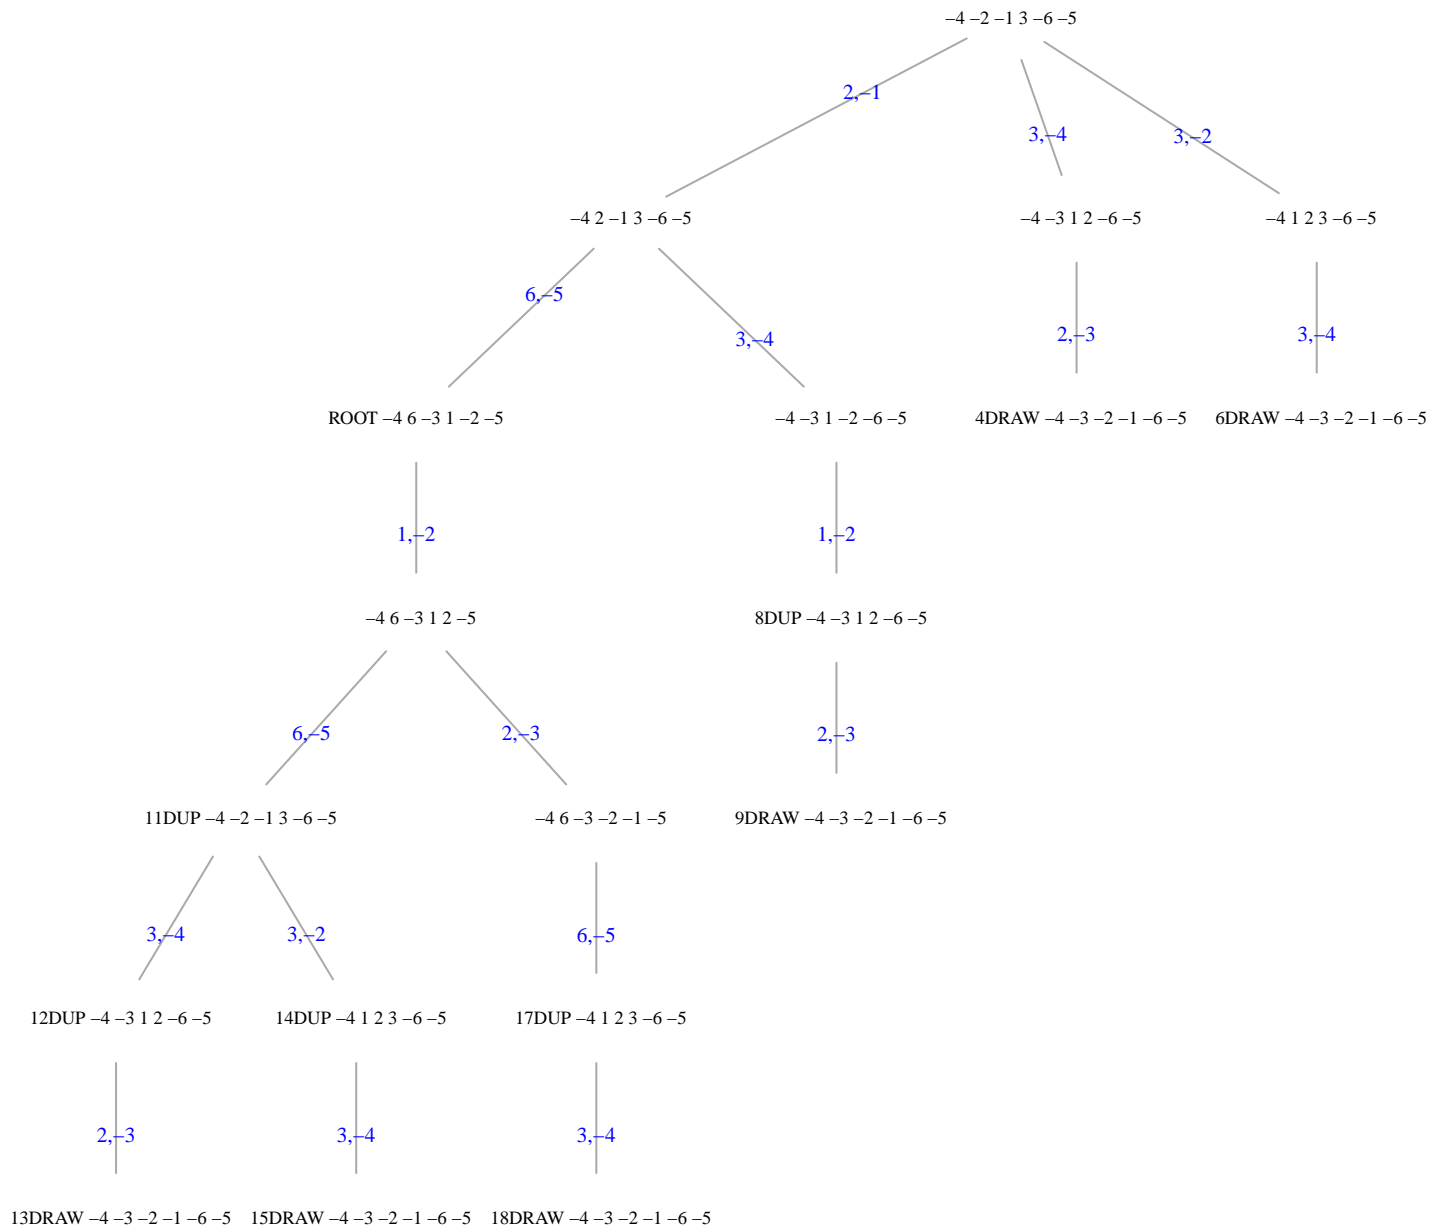 –4 –2 –1 3 –6 –5
2,–1
3,–4
3,–2
–4 2 –1 3 –6 –5
–4 –3 1 2 –6 –5
–4 1 2 3 –6 –5
6,–5
3,–4
2,–3
3,–4
ROOT –4 6 –3 1 –2 –5
–4 –3 1 –2 –6 –5
4DRAW –4 –3 –2 –1 –6 –5
6DRAW –4 –3 –2 –1 –6 –5
1,–2
1,–2
–4 6 –3 1 2 –5
8DUP –4 –3 1 2 –6 –5
6,–5
2,–3
2,–3
11DUP –4 –2 –1 3 –6 –5
–4 6 –3 –2 –1 –5
9DRAW –4 –3 –2 –1 –6 –5
3,–4
3,–2
6,–5
12DUP –4 –3 1 2 –6 –5
14DUP –4 1 2 3 –6 –5
17DUP –4 1 2 3 –6 –5
2,–3
3,–4
3,–4
13DRAW –4 –3 –2 –1 –6 –5
15DRAW –4 –3 –2 –1 –6 –5
18DRAW –4 –3 –2 –1 –6 –5